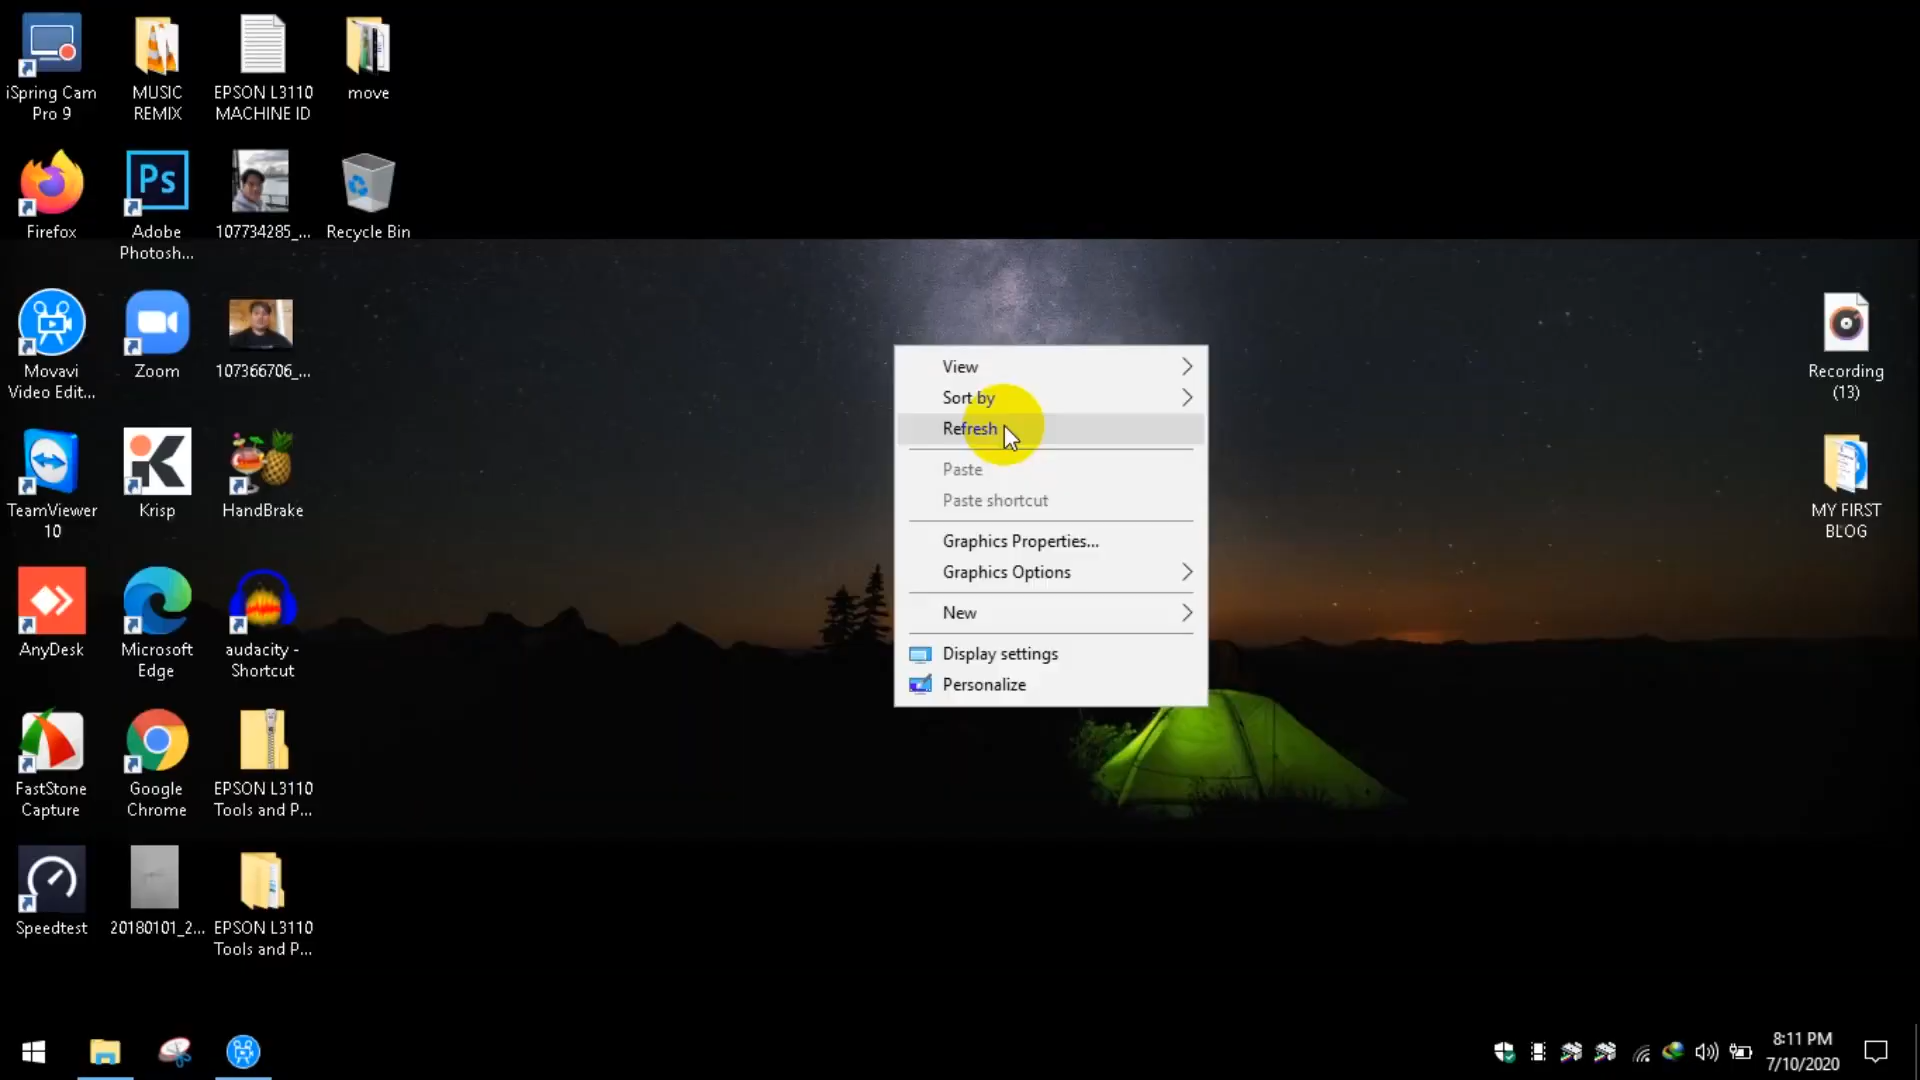 iSpring Cam
Pro 9
MUSIC
REMIX
EPSON L3110
MACHINE ID
move
Firefox
Ps
Adobe
Photosh...
107734285_...
Recycle Bin
Movavi
Video Edit...
Zoom
107366706_...
TeamViewer
10
Krisp
HandBrake
AnyDesk
Microsoft
Edge
audacity -
Shortcut
FastStone
Capture
Google
Chrome
EPSON L3110
Tools and P...
Speedtest
20180101_2...
EPSON L3110
Tools and P...
View
Sort by
Refresh
Paste
Paste shortcut
Graphics Properties...
Graphics Options
New
Display settings
Personalize
Recording
(13)
MY FIRST
BLOG
8:11 PM
7/10/2020